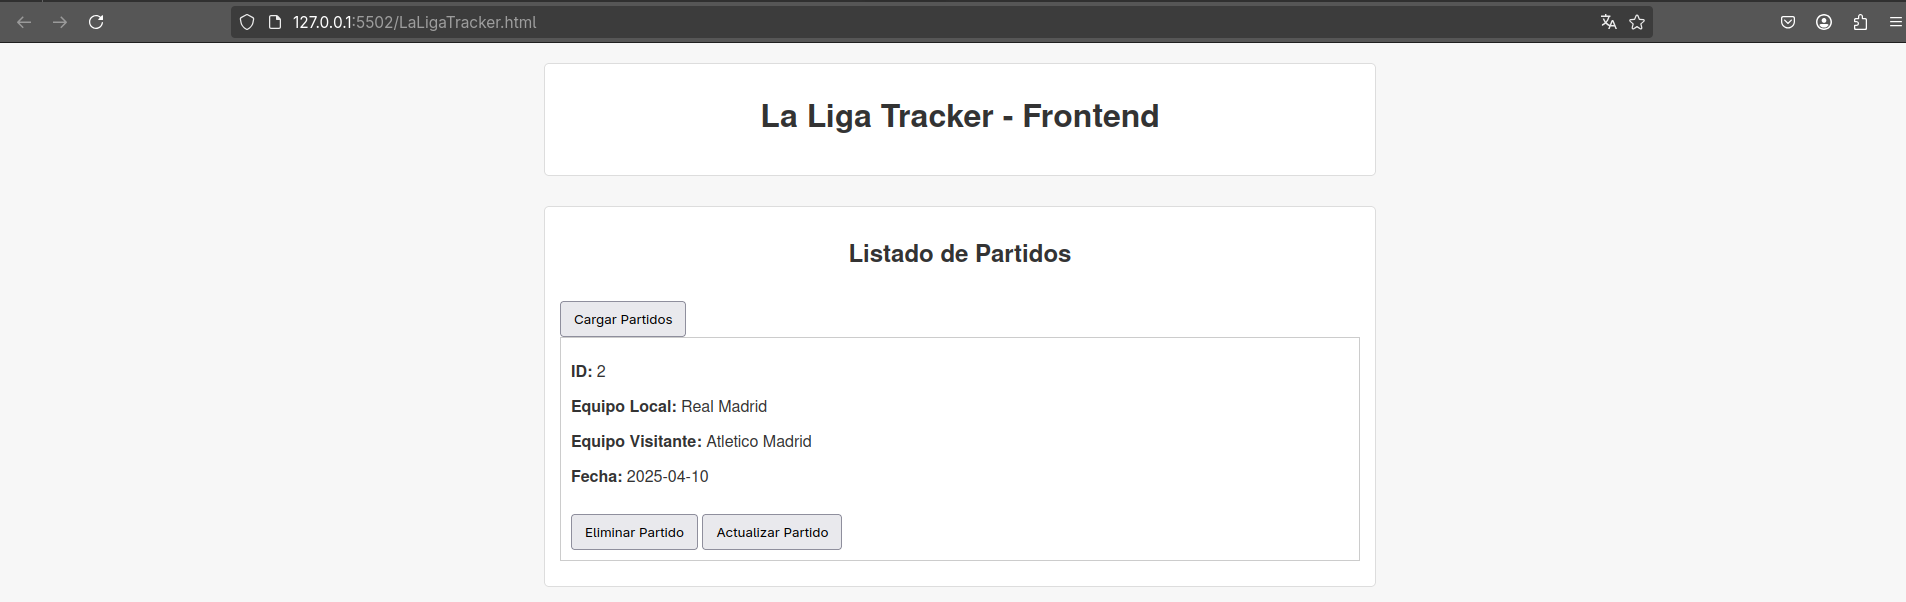 127.0.0.1:5502/LaLigaTracker.html
La Liga Tracker - Frontend
Listado de Partidos
Cargar Partidos
ID: 2
Equipo Local: Real Madrid
Equipo Visitante: Atletico Madrid
Fecha: 2025-04-10
Eliminar Partido Actualizar Partido